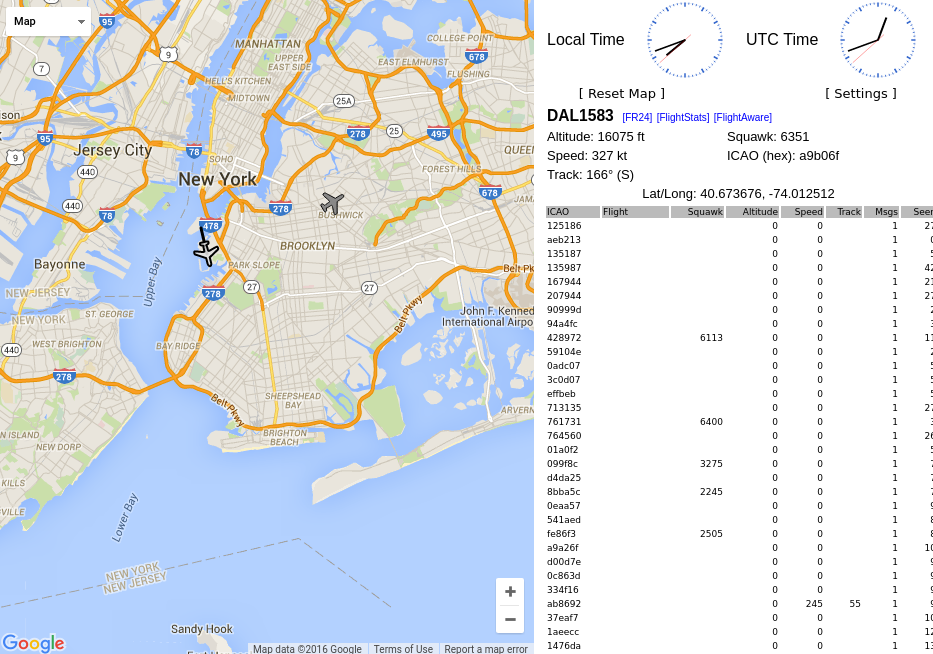 Map
95
9
7
MANHATTAN
UPPER EAST SIDE
HELL'S KITCHEN
MIDTOWN
COLLEGE POINT
EAST ELMHURST
678
FLUSHING
25A
278
25
495
95
9
Jersey City
440
78
SOHO
New York
FOREST HILLS
678
440
78
278
BUSHWICK
478
BROOKLYN
Bayonne
PARK SLOPE
27
27
278
Upper Bay
NEW JERSEY
NEW YORK
ST. GEORGE
WEST BRIGHTON
440
BAY RIDGE
278
Belt Pkwy
Belt Pkwy
SHEEPSHEAD BAY
BRIGHTON BEACH
NEW DORP
Lower Bay
NEW YORK
NEW JERSEY
Sandy Hook
+
−
Google
Map data ©2016 Google
Terms of Use
Report a map error
Local Time
UTC Time
[ Reset Map ]
[ Settings ]
DAL1583 [FR24] [FlightStats] [FlightAware]
Altitude: 16075 ft Squawk: 6351
Speed: 327 kt ICAO (hex): a9b06f
Track: 166° (S)
Lat/Long: 40.673676, -74.012512
ICAO Flight Squawk Altitude Speed Track Msgs Seen
125186 0 0 1 27
aeb213 0 0 1 0
135187 0 0 1 5
135987 0 0 1 42
167944 0 0 1 21
207944 0 0 1 27
90999d 0 0 1 2
94a4fc 0 0 1 3
428972 6113 0 0 1 11
59104e 0 0 1 2
0adc07 0 0 1 5
3c0d07 0 0 1 5
effbeb 0 0 1 5
713135 0 0 1 27
761731 6400 0 0 1 3
764560 0 0 1 26
01a0f2 0 0 1 5
099f8c 3275 0 0 1 7
d4da25 0 0 1 7
8bba5c 2245 0 0 1 7
0eaa57 0 0 1 9
541aed 0 0 1 8
fe86f3 2505 0 0 1 8
a9a26f 0 0 1 10
d00d7e 0 0 1 9
0c863d 0 0 1 9
334f16 0 0 1 9
ab8692 0 245 55 1 9
37eaf7 0 0 1 10
1aeecc 0 0 1 12
1476da 0 0 1 13